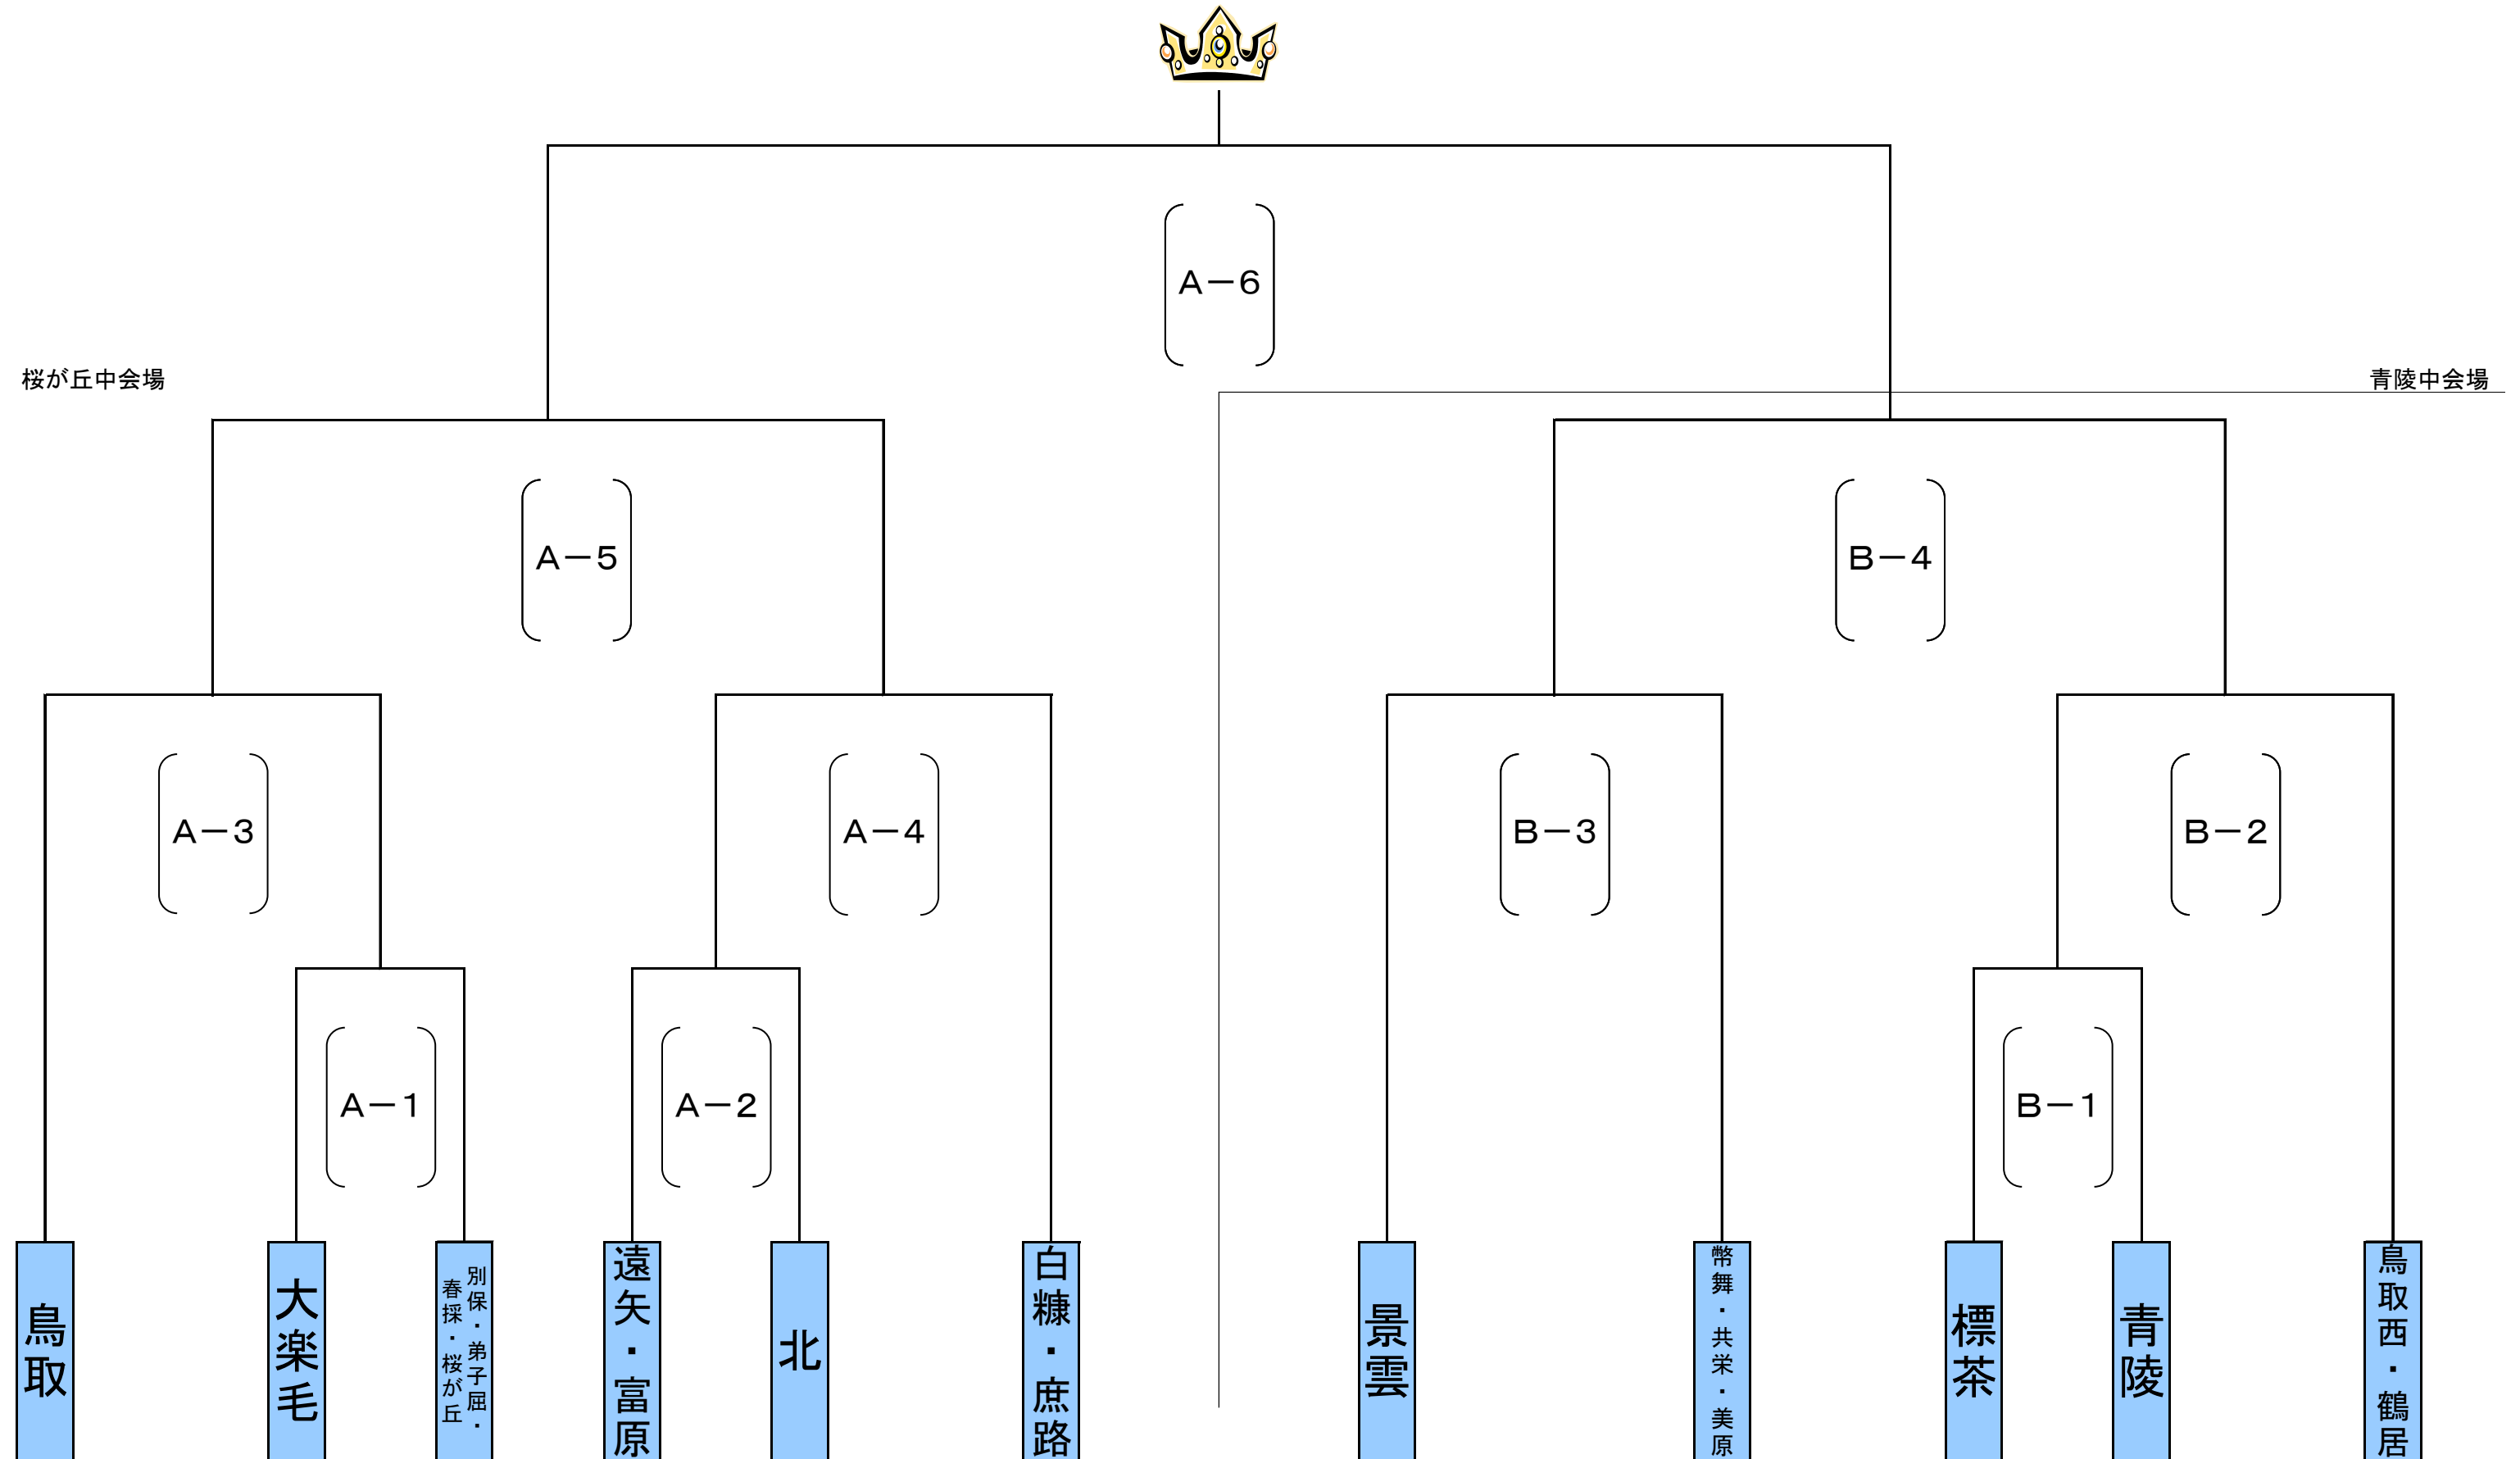 A－6
桜が丘中会場
青陵中会場
A－5
B－4
A－3
A－4
B－3
B－2
A－1
A－2
B－1
鳥取
大楽毛
別保・弟子屈・
春採・桜が丘
遠矢・富原
北
白糠・庶路
景雲
幣舞・共栄・美原
標茶
青陵
鳥取西・鶴居